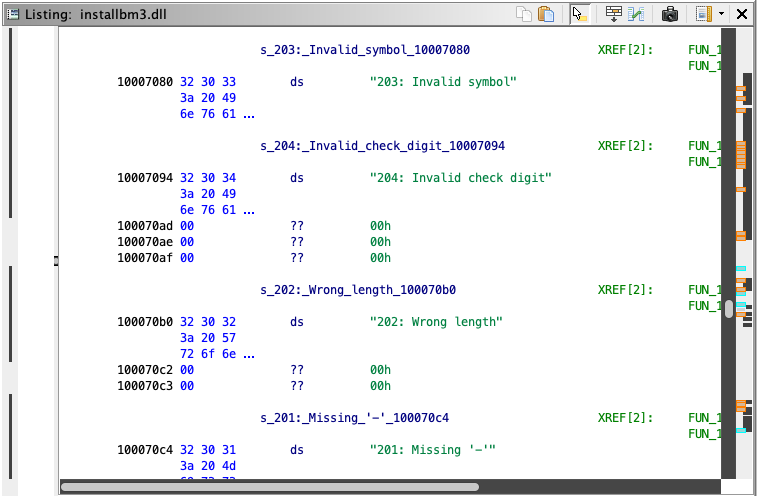 Listing: installbm3.dll
s_203:_Invalid_symbol_10007080 XREF[2]: FUN_1
FUN_1
10007080 32 30 33 ds "203: Invalid symbol"
3a 20 49
6e 76 61 ...
s_204:_Invalid_check_digit_10007094 XREF[2]: FUN_1
FUN_1
10007094 32 30 34 ds "204: Invalid check digit"
3a 20 49
6e 76 61 ...
100070ad 00 ?? 00h
100070ae 00 ?? 00h
100070af 00 ?? 00h
s_202:_Wrong_length_100070b0 XREF[2]: FUN_1
FUN_1
100070b0 32 30 32 ds "202: Wrong length"
3a 20 57
72 6f 6e ...
100070c2 00 ?? 00h
100070c3 00 ?? 00h
s_201:_Missing_'-'_100070c4 XREF[2]: FUN_1
FUN_1
100070c4 32 30 31 ds "201: Missing '-'"
3a 20 4d